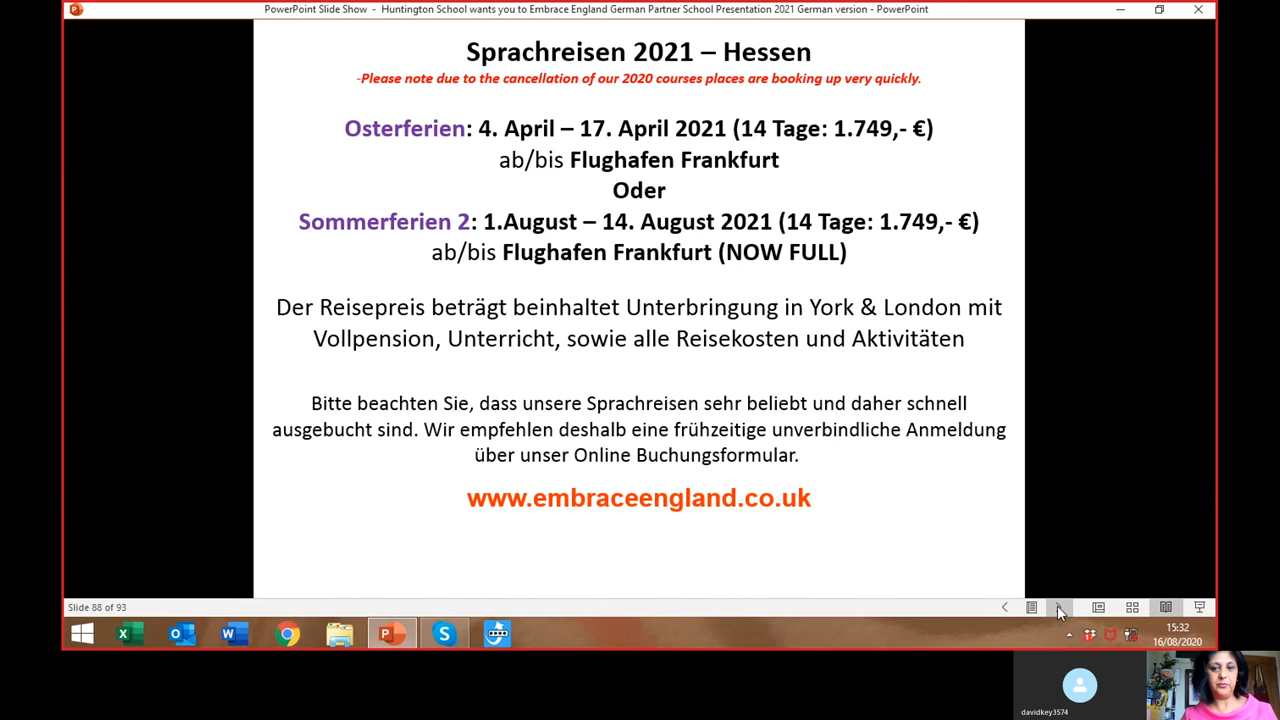 PowerPoint Slide Show - Huntington School wants you to Embrace England German Partner School Presentation 2021 German version - PowerPoint
Sprachreisen 2021 – Hessen
-Please note due to the cancellation of our 2020 courses places are booking up very quickly.
Osterferien: 4. April – 17. April 2021 (14 Tage: 1.749,- €)
ab/bis Flughafen Frankfurt
Oder
Sommerferien 2: 1.August – 14. August 2021 (14 Tage: 1.749,- €)
ab/bis Flughafen Frankfurt (NOW FULL)
Der Reisepreis beträgt beinhaltet Unterbringung in York & London mit
Vollpension, Unterricht, sowie alle Reisekosten und Aktivitäten
Bitte beachten Sie, dass unsere Sprachreisen sehr beliebt und daher schnell
ausgebucht sind. Wir empfehlen deshalb eine frühzeitige unverbindliche Anmeldung
über unser Online Buchungsformular.
www.embraceengland.co.uk
Slide 88 of 93
15:32
16/08/2020
davidkey3574